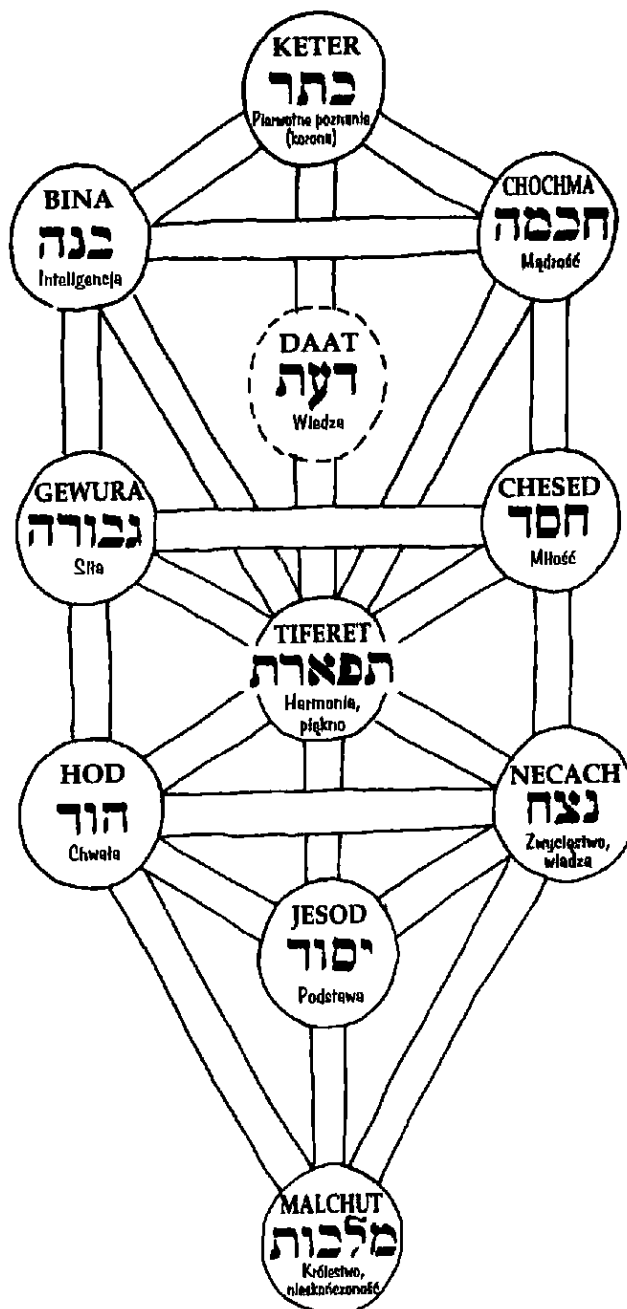 KETER
כתר
Pierwotne poznanie
(korona)
BINA
בנה
Inteligencja
CHOCHMA
חכמה
Mądrość
DAAT
דעת
Wiedza
GEWURA
גבורה
Siła
CHESED
חסד
Miłość
TIFERET
תפארת
Harmonia,
piękno
HOD
הוד
Chwała
NECACH
נצח
Zwycięstwo,
władza
JESOD
יסוד
Podstawa
MALCHUT
מלכות
Królestwo,
nieskończoność